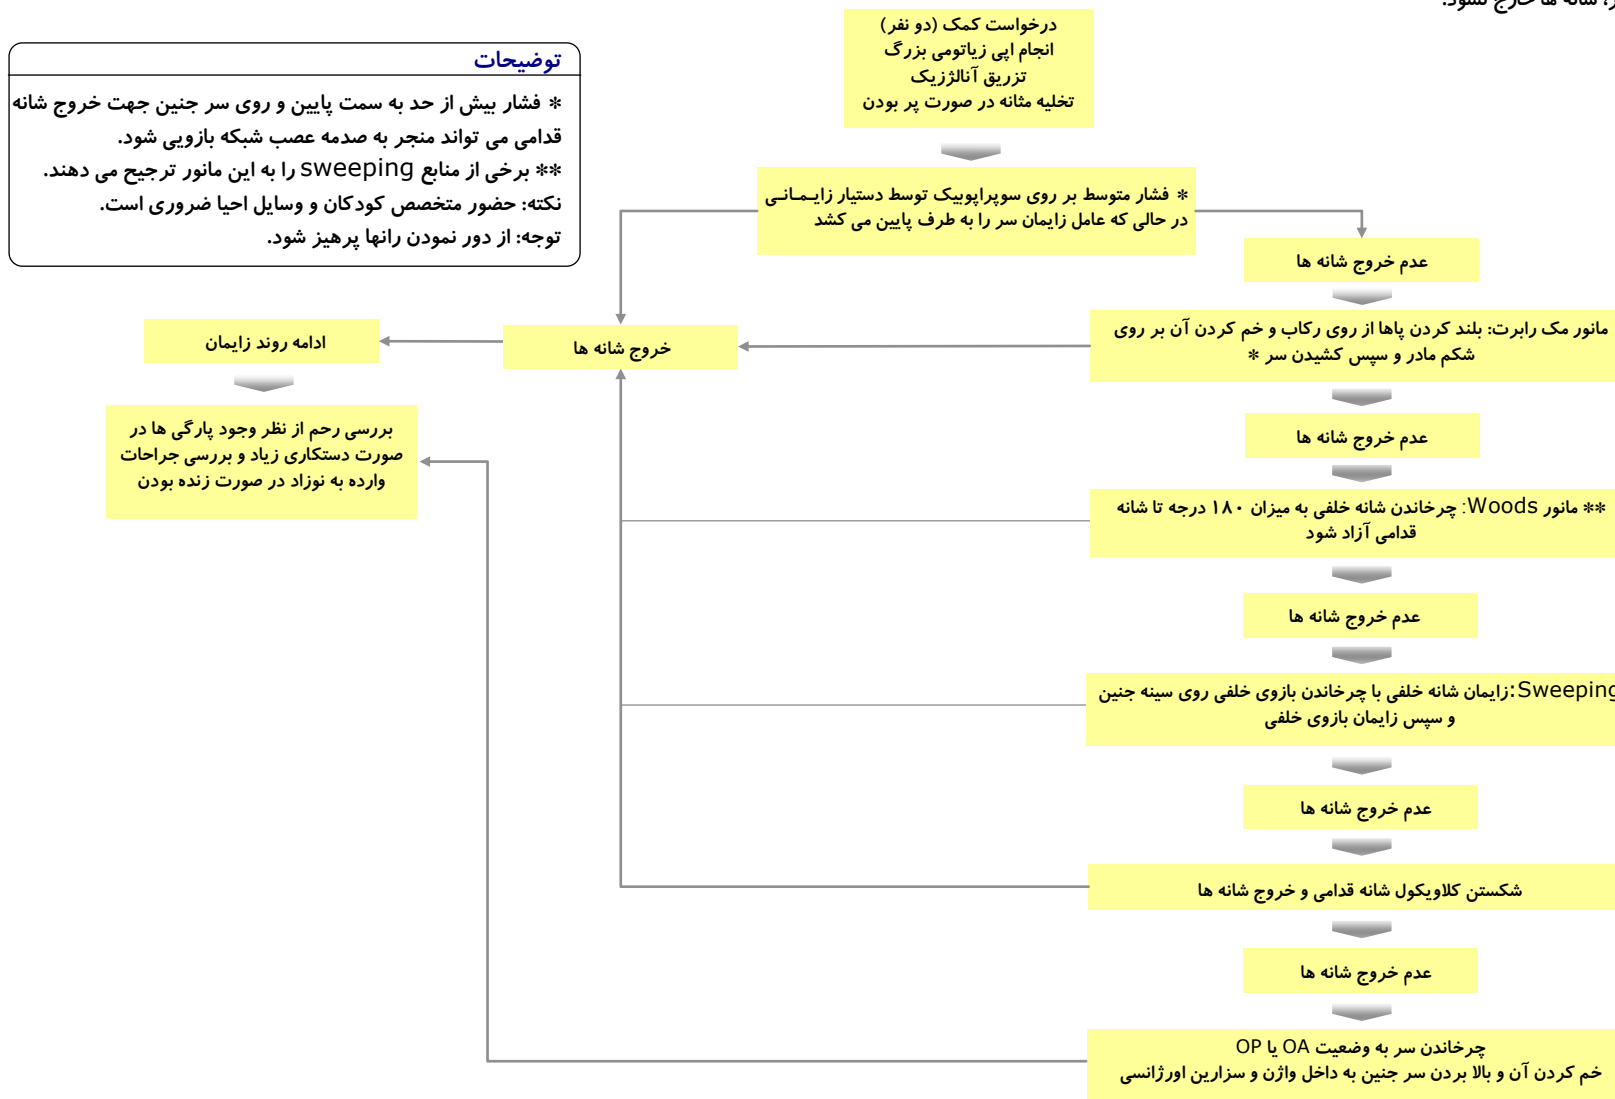 شانه ها خارج نشود.
درخواست کمک (دو نفر)
انجام اپی زیاتومی بزرگ
تزریق آنالژزیک
تخلیه مثانه در صورت پر بودن
توضیحات
* فشار بیش از حد به سمت پایین و روی سر جنین جهت خروج شانه
قدامی می تواند منجر به صدمه عصب شبکه بازویی شود.
** برخی از منابع sweeping را به این مانور ترجیح می دهند.
نکته: حضور متخصص کودکان و وسایل احیا ضروری است.
توجه: از دور نمودن رانها پرهیز شود.
* فشار متوسط بر روی سوپراپوبیک توسط دستیار زایـمـانـی
در حالی که عامل زایمان سر را به طرف پایین می کشد
عدم خروج شانه ها
مانور مک رابرت: بلند کردن پاها از روی رکاب و خم کردن آن بر روی
شکم مادر و سپس کشیدن سر *
خروج شانه ها
ادامه روند زایمان
بررسی رحم از نظر وجود پارگی ها در
صورت دستکاری زیاد و بررسی جراحات
وارده به نوزاد در صورت زنده بودن
عدم خروج شانه ها
** مانور Woods: چرخاندن شانه خلفی به میزان ۱۸۰ درجه تا شانه
قدامی آزاد شود
عدم خروج شانه ها
Sweeping: زایمان شانه خلفی با چرخاندن بازوی خلفی روی سینه جنین
و سپس زایمان بازوی خلفی
عدم خروج شانه ها
شکستن کلاویکول شانه قدامی و خروج شانه ها
عدم خروج شانه ها
چرخاندن سر به وضعیت OA یا OP
خم کردن آن و بالا بردن سر جنین به داخل واژن و سزارین اورژانسی